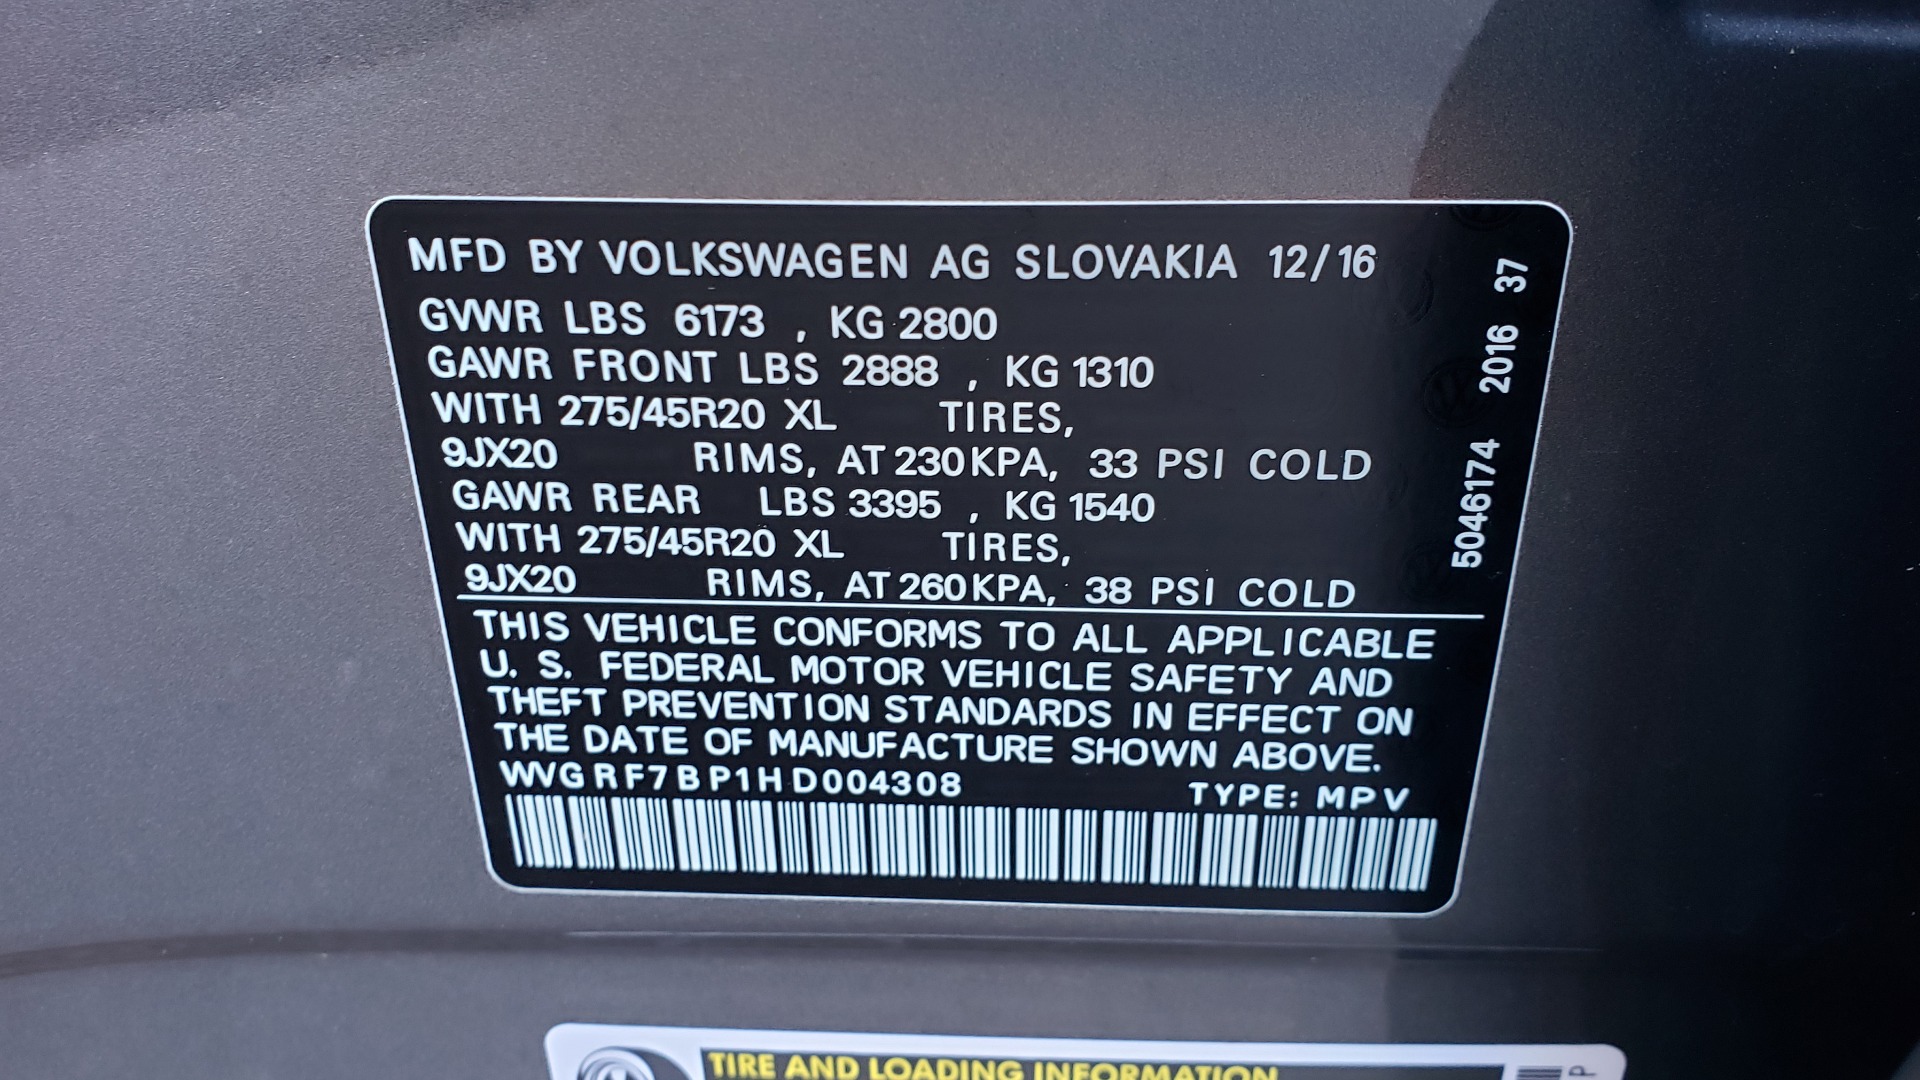 MFD BY VOLKSWAGEN AG SLOVAKIA 12/16
GVWR LBS 6173 , KG 2800
GAWR FRONT LBS 2888 , KG 1310
WITH 275/45R20 XL TIRES,
9JX20 RIMS, AT 230KPA, 33 PSI COLD
GAWR REAR LBS 3395 , KG 1540
WITH 275/45R20 XL TIRES,
9JX20 RIMS, AT 260KPA, 38 PSI COLD
THIS VEHICLE CONFORMS TO ALL APPLICABLE
U. S. FEDERAL MOTOR VEHICLE SAFETY AND
THEFT PREVENTION STANDARDS IN EFFECT ON
THE DATE OF MANUFACTURE SHOWN ABOVE.
WVGRF7BP1HD004308 TYPE: MPV
5046174 2016 37
TIRE AND LOADING INFORMATION
P